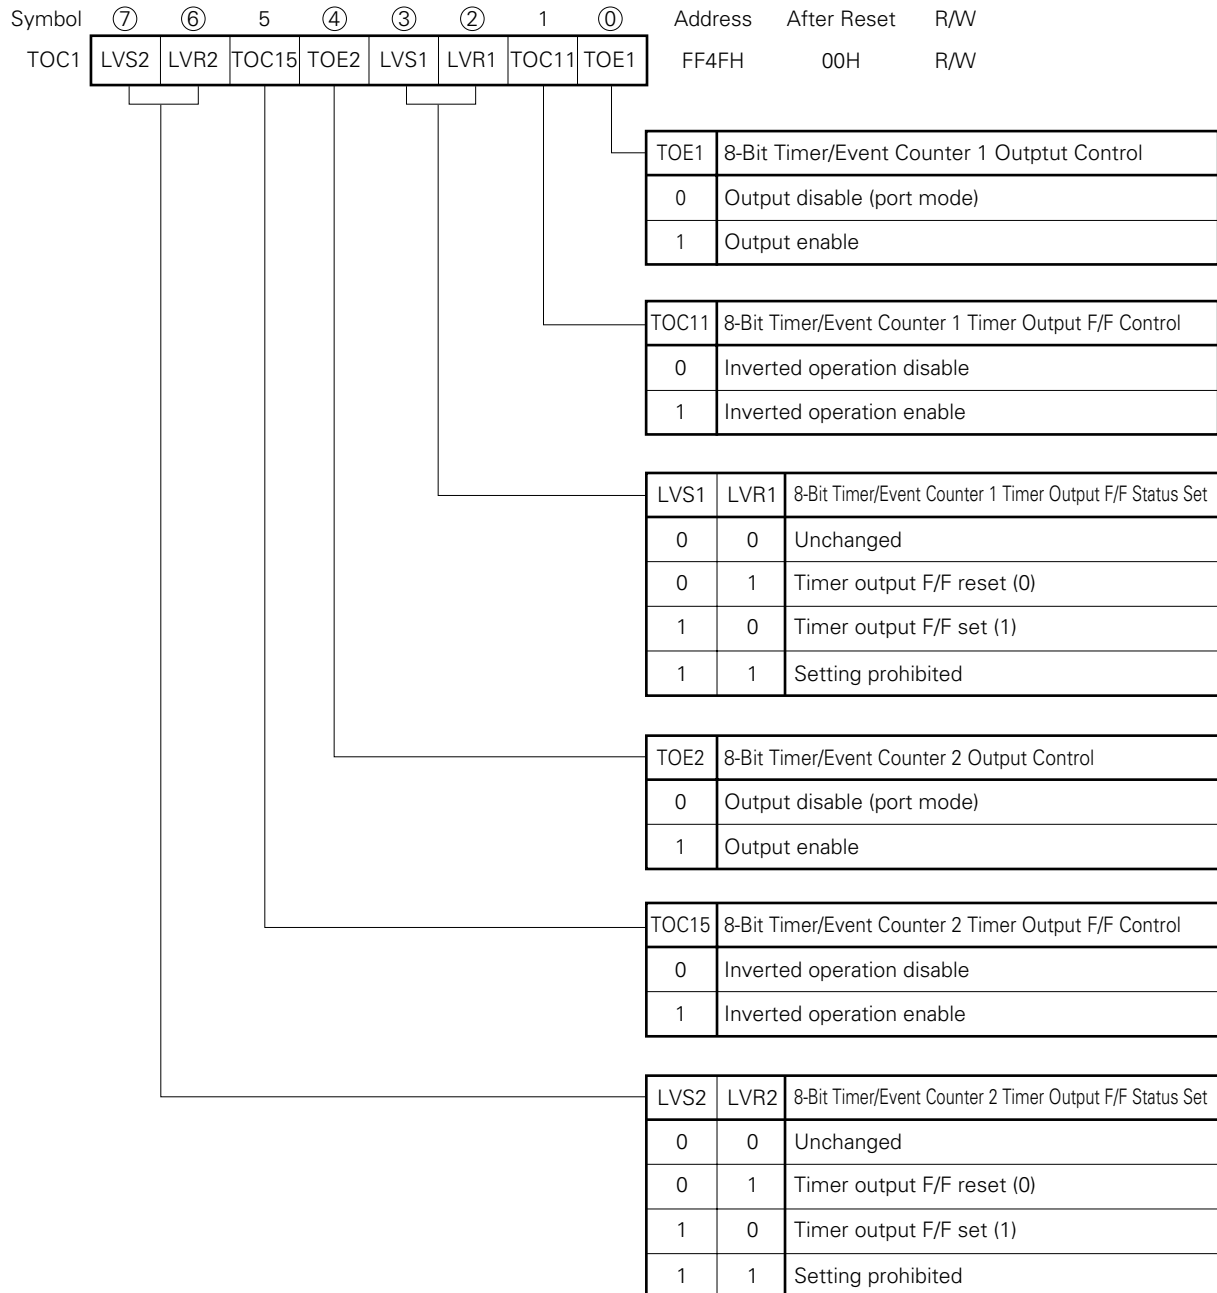 Symbol ⑦ ⑥ 5 ④ ③ ② 1 ⓪ Address After Reset R/W
TOC1 LVS2 LVR2 TOC15 TOE2 LVS1 LVR1 TOC11 TOE1 FF4FH 00H R/W
TOE1 8-Bit Timer/Event Counter 1 Outptut Control
0 Output disable (port mode)
1 Output enable
TOC11 8-Bit Timer/Event Counter 1 Timer Output F/F Control
0 Inverted operation disable
1 Inverted operation enable
LVS1 LVR1 8-Bit Timer/Event Counter 1 Timer Output F/F Status Set
0 0 Unchanged
0 1 Timer output F/F reset (0)
1 0 Timer output F/F set (1)
1 1 Setting prohibited
TOE2 8-Bit Timer/Event Counter 2 Output Control
0 Output disable (port mode)
1 Output enable
TOC15 8-Bit Timer/Event Counter 2 Timer Output F/F Control
0 Inverted operation disable
1 Inverted operation enable
LVS2 LVR2 8-Bit Timer/Event Counter 2 Timer Output F/F Status Set
0 0 Unchanged
0 1 Timer output F/F reset (0)
1 0 Timer output F/F set (1)
1 1 Setting prohibited